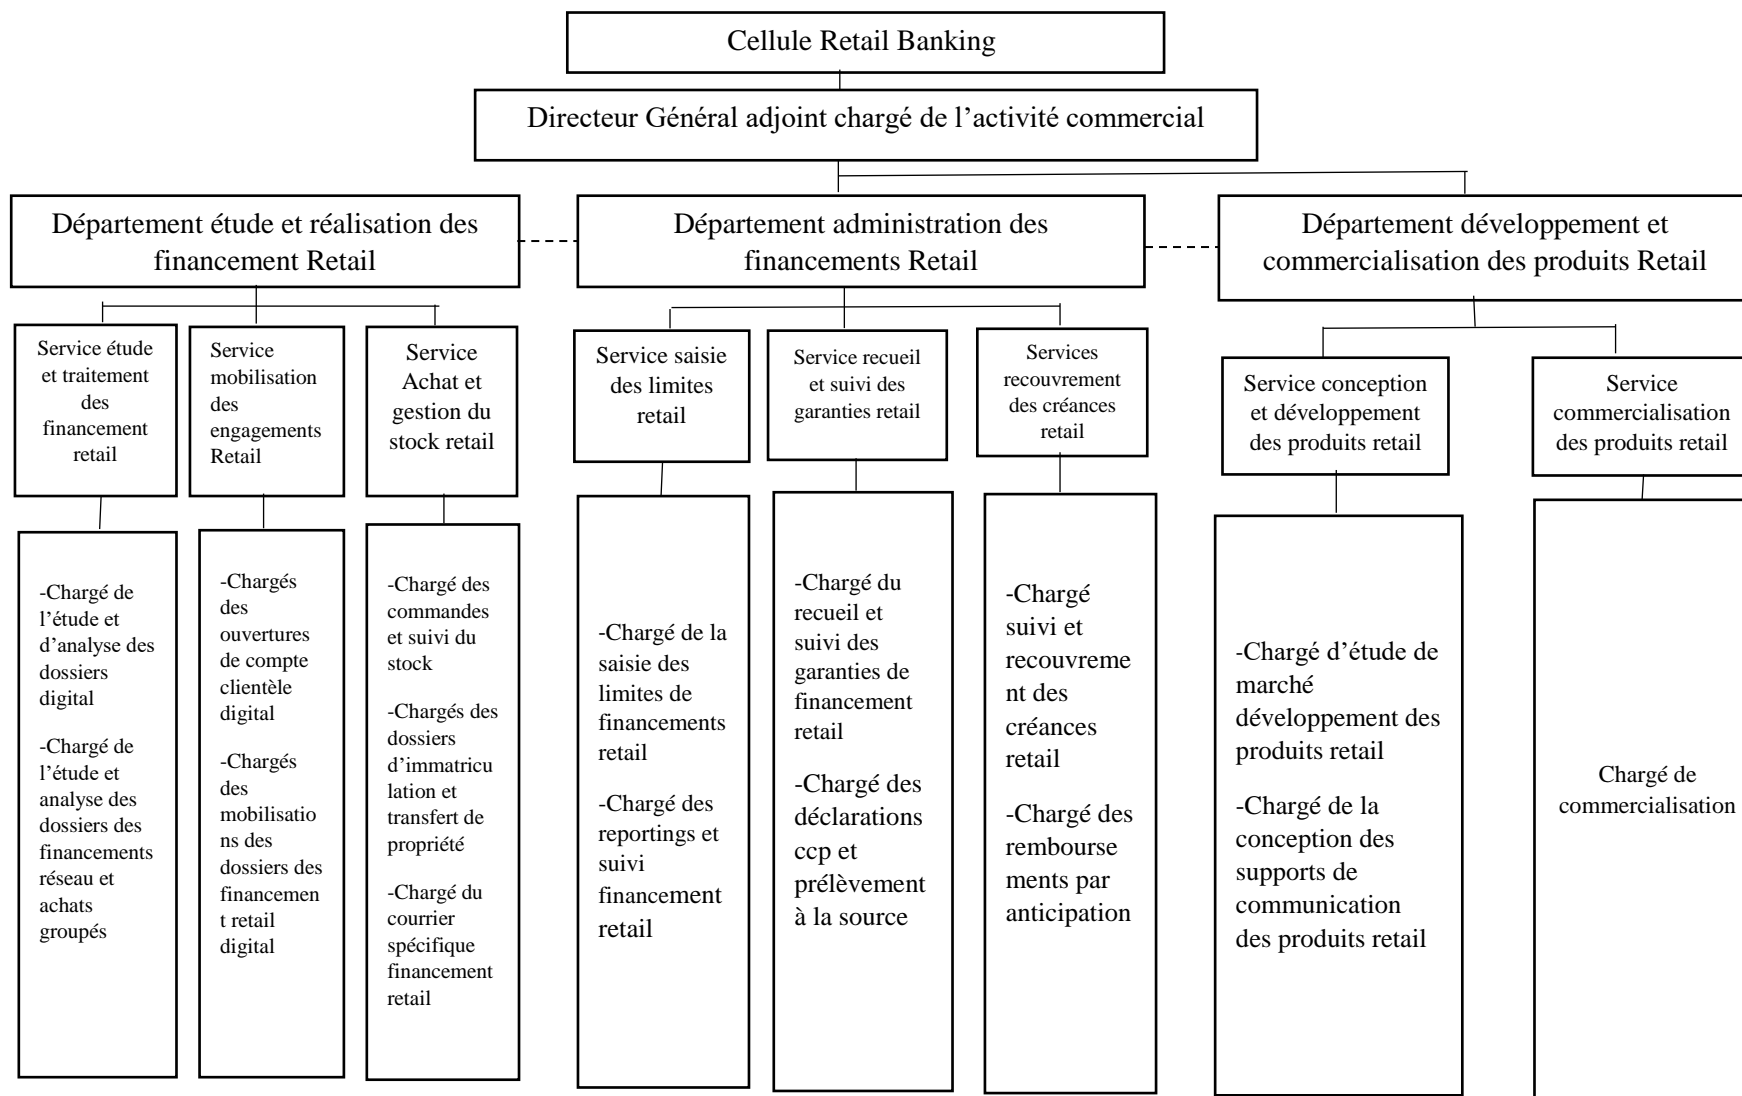 Cellule Retail Banking
Directeur Général adjoint chargé de l’activité commercial
Département étude et réalisation des
financement Retail
Département administration des
financements Retail
Département développement et
commercialisation des produits Retail
Service étude
et traitement
des
financement
retail
Service
mobilisation
des
engagements
Retail
Service
Achat et
gestion du
stock retail
Service saisie
des limites
retail
Service recueil
et suivi des
garanties retail
Services
recouvrement
des créances
retail
Service conception
et développement
des produits retail
Service
commercialisation
des produits retail
-Chargé de
l’étude et
d’analyse des
dossiers
digital
-Chargé de
l’étude et
analyse des
dossiers des
financements
réseau et
achats
groupés
-Chargés
des
ouvertures
de compte
clientèle
digital
-Chargés
des
mobilisatio
ns des
dossiers des
financemen
t retail
digital
-Chargé des
commandes
et suivi du
stock
-Chargés des
dossiers
d’immatricu
lation et
transfert de
propriété
-Chargé du
courrier
spécifique
financement
retail
-Chargé de la
saisie des
limites de
financements
retail
-Chargé des
reportings et
suivi
financement
retail
-Chargé du
recueil et
suivi des
garanties de
financement
retail
-Chargé des
déclarations
ccp et
prélèvement
à la source
-Chargé
suivi et
recouvreme
nt des
créances
retail
-Chargé des
rembourse
ments par
anticipation
-Chargé d’étude de
marché
développement des
produits retail
-Chargé de la
conception des
supports de
communication
des produits retail
Chargé de
commercialisation